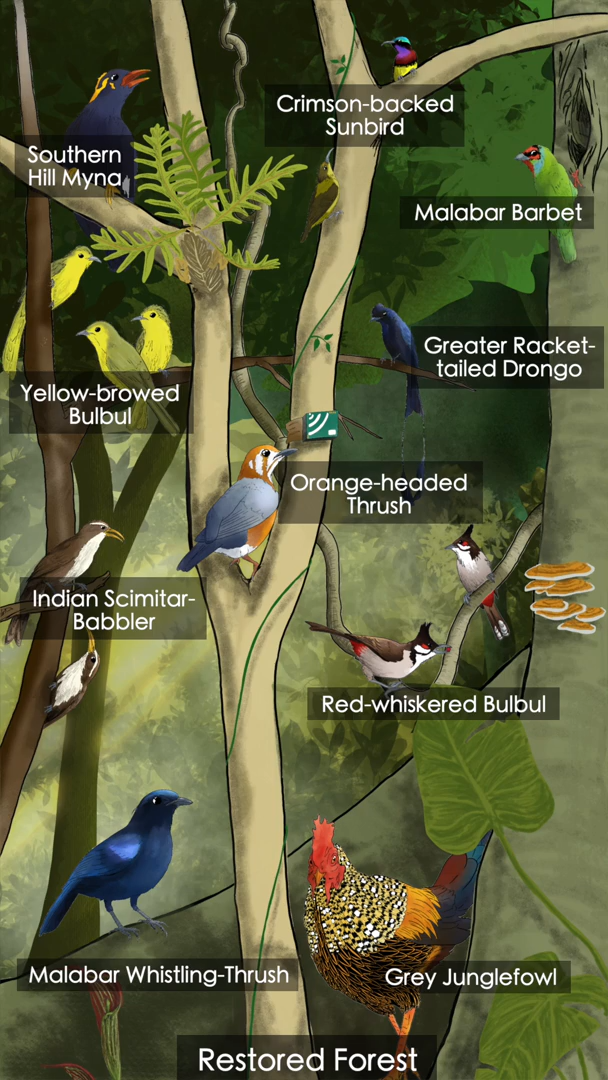 Crimson-backed
Sunbird
Southern
Hill Myna
Malabar Barbet
Greater Racket-
tailed Drongo
Yellow-browed
Bulbul
Orange-headed
Thrush
Indian Scimitar-
Babbler
Red-whiskered Bulbul
Malabar Whistling-Thrush
Grey Junglefowl
Restored Forest